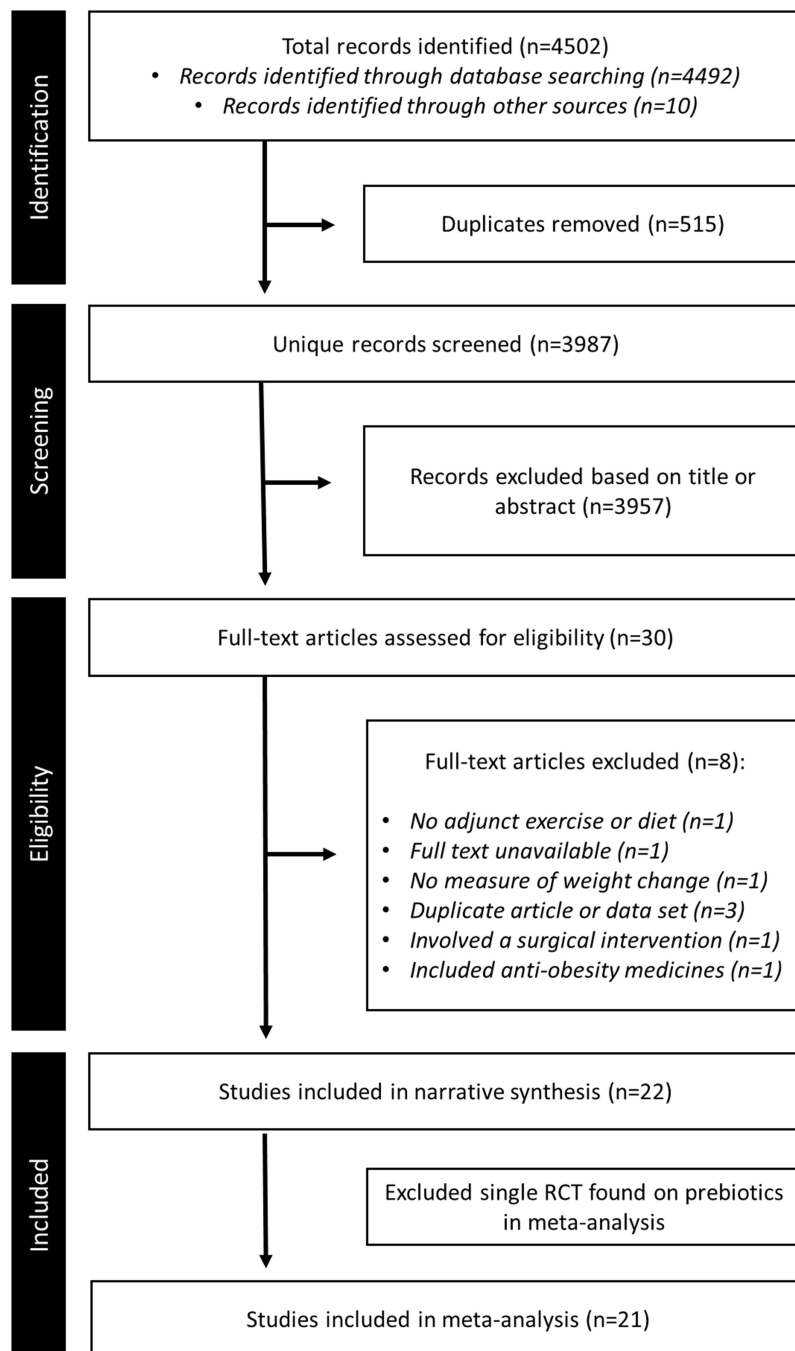 Identification
Total records identified (n=4502)
• Records identified through database searching (n=4492)
• Records identified through other sources (n=10)
Duplicates removed (n=515)
Screening
Unique records screened (n=3987)
Records excluded based on title or
abstract (n=3957)
Eligibility
Full-text articles assessed for eligibility (n=30)
Full-text articles excluded (n=8):
• No adjunct exercise or diet (n=1)
• Full text unavailable (n=1)
• No measure of weight change (n=1)
• Duplicate article or data set (n=3)
• Involved a surgical intervention (n=1)
• Included anti-obesity medicines (n=1)
Included
Studies included in narrative synthesis (n=22)
Excluded single RCT found on prebiotics
in meta-analysis
Studies included in meta-analysis (n=21)